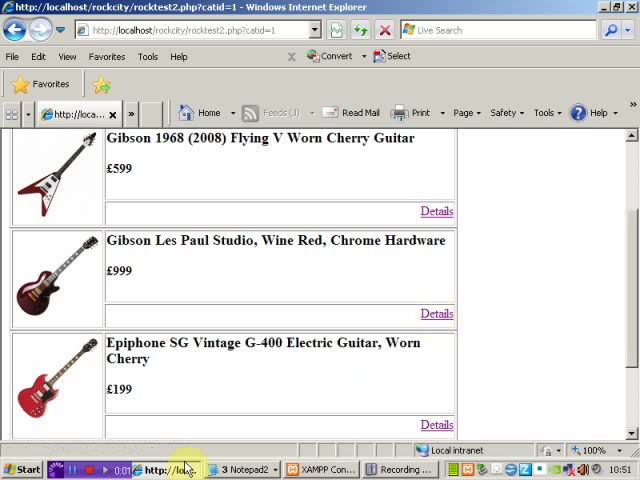 http://localhost/rockcity/rocktest2.php?catid=1 - Windows Internet Explorer
http://localhost/rockcity/rocktest2.php?catid=1
Live Search
File Edit View Favorites Tools Help
Convert Select
Favorites
http://loca...
Home Feeds (J) Read Mail Print Page Safety Tools Help
Gibson 1968 (2008) Flying V Worn Cherry Guitar
£599
Details
Gibson Les Paul Studio, Wine Red, Chrome Hardware
£999
Details
Epiphone SG Vintage G-400 Electric Guitar, Worn
Cherry
£199
Details
Local intranet 100%
Start 0:01 http://lo... 3 Notepad2 XAMPP Con... Recording ... 10:51